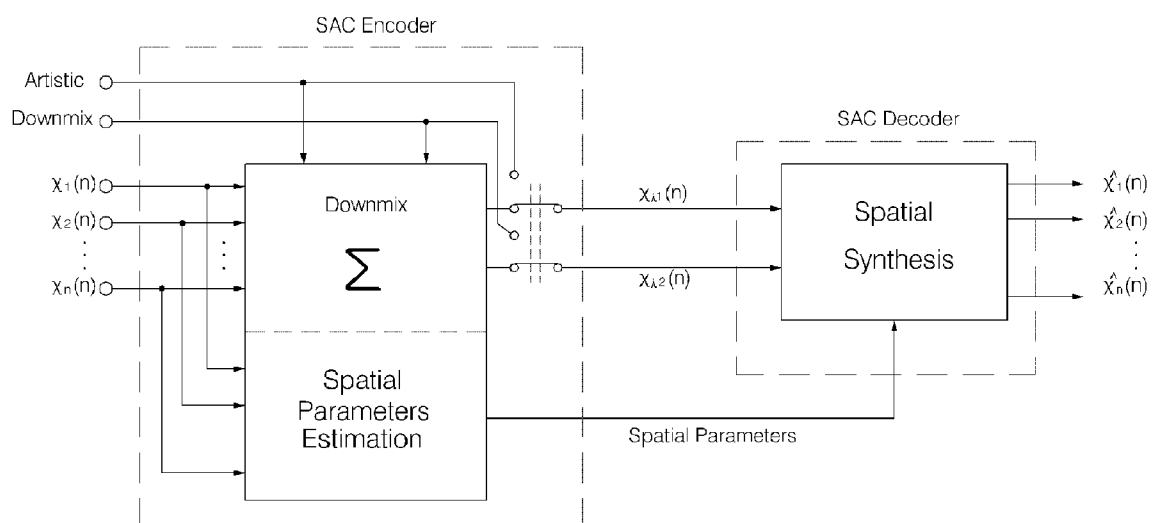 SAC Encoder
Artistic
Downmix
χ₁(n)
χ₂(n)
⋮
χₙ(n)
Downmix
⋮
Σ
Spatial
Parameters
Estimation
χ_λ1(n)
χ_λ2(n)
Spatial Parameters
SAC Decoder
Spatial
Synthesis
χ̂₁(n)
χ̂₂(n)
⋮
χ̂ₙ(n)